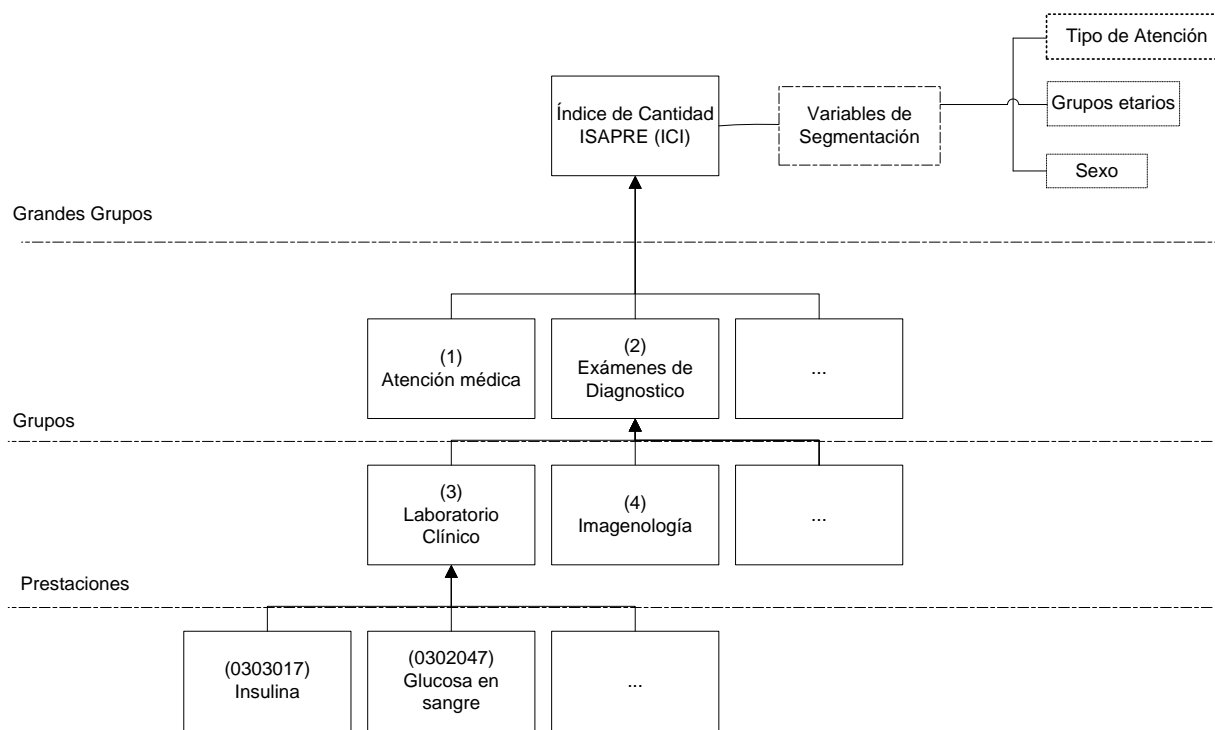 Tipo de Atención
Índice de Cantidad
ISAPRE (ICI)
Variables de
Segmentación
Grupos etarios
Sexo
Grandes Grupos
(1)
Atención médica
(2)
Exámenes de
Diagnostico
...
Grupos
(3)
Laboratorio
Clínico
(4)
Imagenología
...
Prestaciones
(0303017)
Insulina
(0302047)
Glucosa en
sangre
...